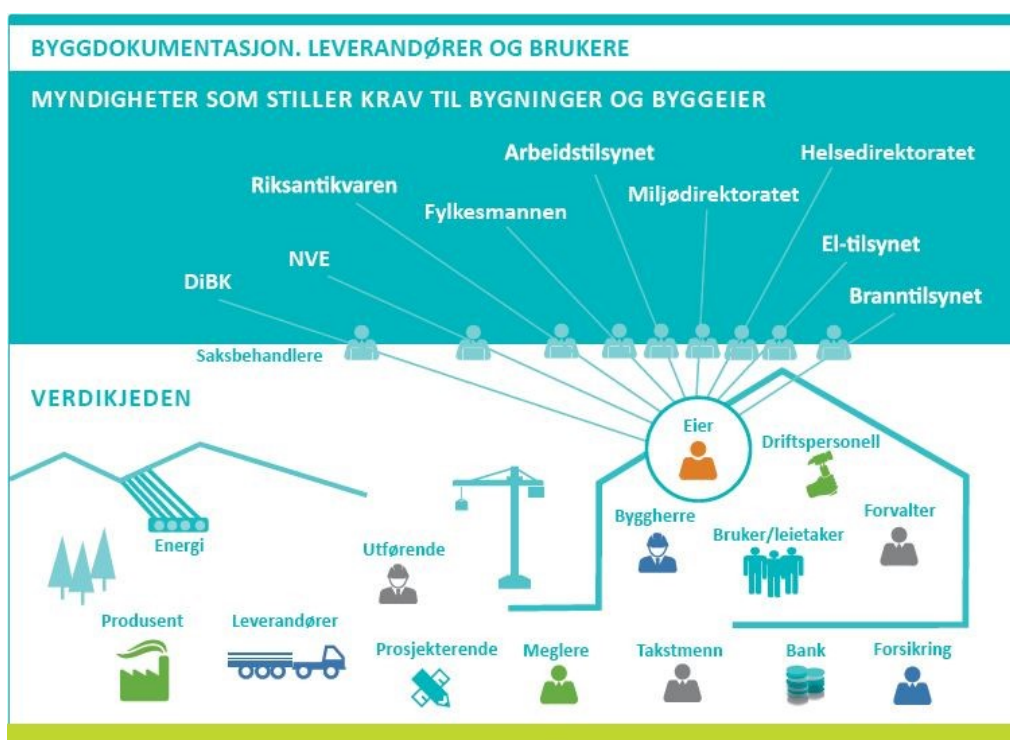 BYGGDOKUMENTASJON. LEVERANDØRER OG BRUKERE
MYNDIGHETER SOM STILLER KRAV TIL BYGNINGER OG BYGGEIER
Arbeidstilsynet
Helsedirektoratet
Riksantikvaren
Miljødirektoratet
Fylkesmannen
El-tilsynet
NVE
DiBK
Branntilsynet
Saksbehandlere
VERDIKJEDEN
Eier
Driftspersonell
Byggherre
Forvalter
Bruker/leietaker
Energi
Utførende
Produsent
Leverandører
Prosjekterende
Meglere
Takstmenn
Bank
Forsikring